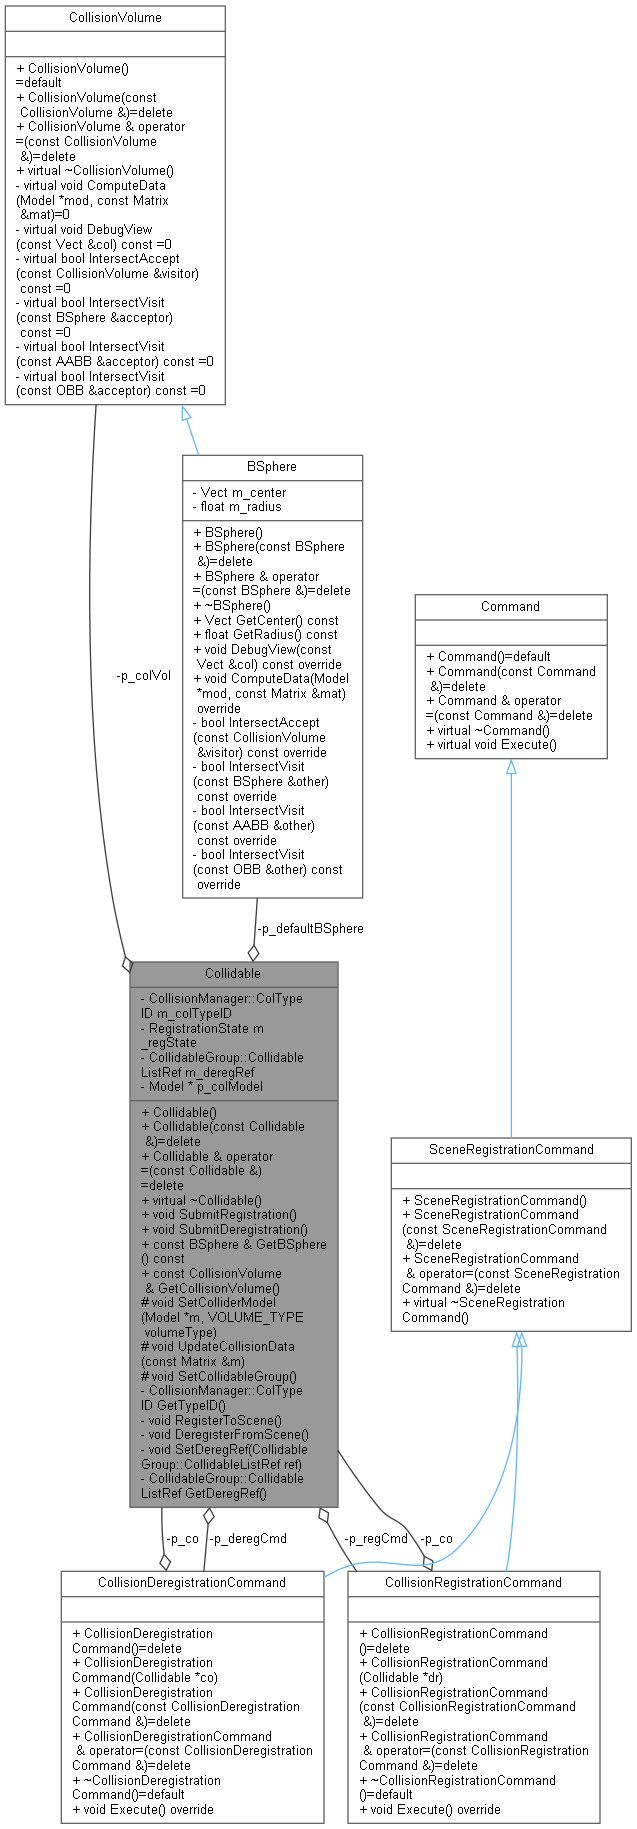 CollisionVolume
+ CollisionVolume()
=default
+ CollisionVolume(const
CollisionVolume &)=delete
+ CollisionVolume & operator
=(const CollisionVolume
&)=delete
+ virtual ~CollisionVolume()
- virtual void ComputeData
(Model *mod, const Matrix
&mat)=0
- virtual void DebugView
(const Vect &col) const =0
- virtual bool IntersectAccept
(const CollisionVolume &visitor)
const =0
- virtual bool IntersectVisit
(const BSphere &acceptor)
const =0
- virtual bool IntersectVisit
(const AABB &acceptor) const =0
- virtual bool IntersectVisit
(const OBB &acceptor) const =0
BSphere
- Vect m_center
- float m_radius
+ BSphere()
+ BSphere(const BSphere
&)=delete
+ BSphere & operator
=(const BSphere &)=delete
+ ~BSphere()
+ Vect GetCenter() const
+ float GetRadius() const
+ void DebugView(const
Vect &col) const override
+ void ComputeData(Model
*mod, const Matrix &mat)
override
- bool IntersectAccept
(const CollisionVolume
&visitor) const override
- bool IntersectVisit
(const BSphere &other)
const override
- bool IntersectVisit
(const AABB &other)
const override
- bool IntersectVisit
(const OBB &other) const
override
Command
+ Command()=default
+ Command(const Command
&)=delete
+ Command & operator
=(const Command &)=delete
+ virtual ~Command()
+ virtual void Execute()
-p_colVol
-p_defaultBSphere
Collidable
- CollisionManager::ColType
ID m_colTypeID
- RegistrationState m
_regState
- CollidableGroup::Collidable
ListRef m_deregRef
- Model * p_colModel
+ Collidable()
+ Collidable(const Collidable
&)=delete
+ Collidable & operator
=(const Collidable &)
=delete
+ virtual ~Collidable()
+ void SubmitRegistration()
+ void SubmitDeregistration()
+ const BSphere & GetBSphere
() const
+ const CollisionVolume
& GetCollisionVolume()
# void SetColliderModel
(Model *m, VOLUME_TYPE
volumeType)
# void UpdateCollisionData
(const Matrix &m)
# void SetCollidableGroup()
- CollisionManager::ColType
ID GetTypeID()
- void RegisterToScene()
- void DeregisterFromScene()
- void SetDeregRef(Collidable
Group::CollidableListRef ref)
- CollidableGroup::Collidable
ListRef GetDeregRef()
SceneRegistrationCommand
+ SceneRegistrationCommand()
+ SceneRegistrationCommand
(const SceneRegistrationCommand
&)=delete
+ SceneRegistrationCommand
& operator=(const SceneRegistration
Command &)=delete
+ virtual ~SceneRegistration
Command()
-p_co
-p_deregCmd
-p_regCmd
-p_co
CollisionDeregistrationCommand
+ CollisionDeregistration
Command()=delete
+ CollisionDeregistration
Command(Collidable *co)
+ CollisionDeregistration
Command(const CollisionDeregistration
Command &)=delete
+ CollisionDeregistrationCommand
& operator=(const CollisionDeregistration
Command &)=delete
+ ~CollisionDeregistration
Command()=default
+ void Execute() override
CollisionRegistrationCommand
+ CollisionRegistrationCommand
()=delete
+ CollisionRegistrationCommand
(Collidable *dr)
+ CollisionRegistrationCommand
(const CollisionRegistrationCommand
&)=delete
+ CollisionRegistrationCommand
& operator=(const CollisionRegistration
Command &)=delete
+ ~CollisionRegistrationCommand
()=default
+ void Execute() override